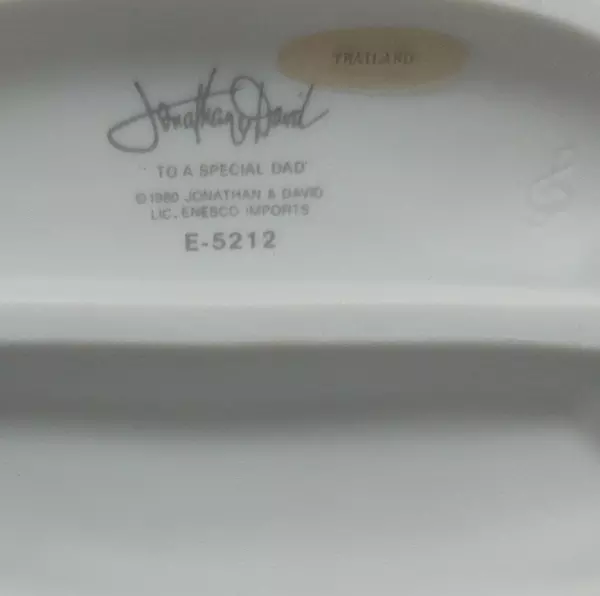 THAILAND
Jonathan & David
"TO A SPECIAL DAD"
© 1980 JONATHAN & DAVID
LIC. ENESCO IMPORTS
E-5212